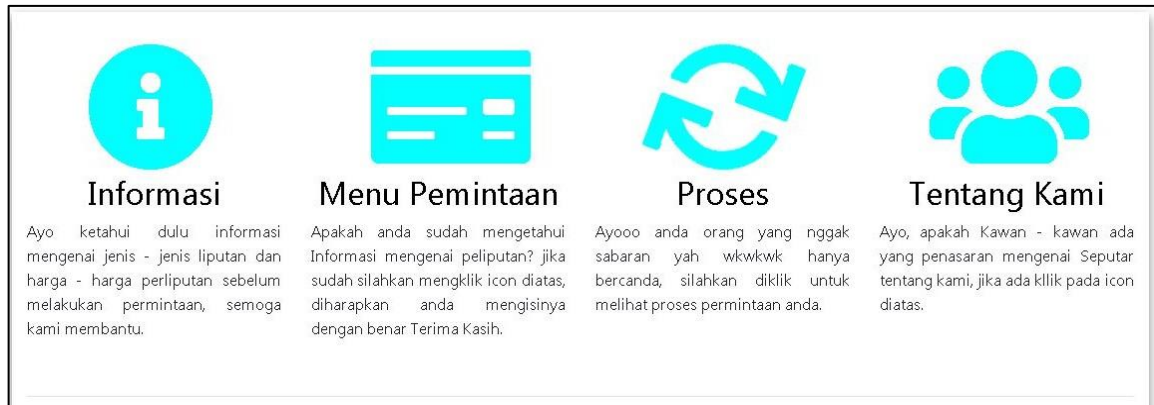 Informasi
Ayo ketahui dulu informasi
mengenai jenis - jenis liputan dan
harga - harga perliputan sebelum
melakukan permintaan, semoga
kami membantu.
Menu Pemintaan
Apakah anda sudah mengetahui
Informasi mengenai peliputan? jika
sudah silahkan mengklik icon diatas,
diharapkan anda mengisinya
dengan benar Terima Kasih.
Proses
Ayooo anda orang yang nggak
sabaran yah wkwkwk hanya
bercanda, silahkan diklik untuk
melihat proses permintaan anda.
Tentang Kami
Ayo, apakah Kawan - kawan ada
yang penasaran mengenai Seputar
tentang kami, jika ada kllik pada icon
diatas.